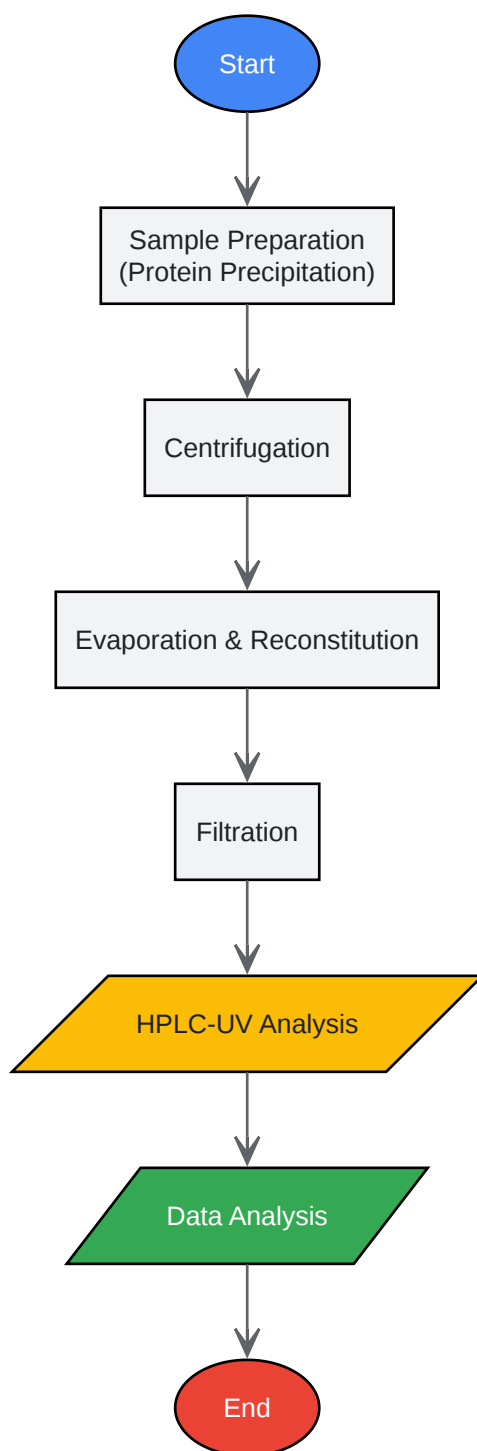 Start
Sample Preparation
(Protein Precipitation)
Centrifugation
Evaporation & Reconstitution
Filtration
HPLC-UV Analysis
Data Analysis
End